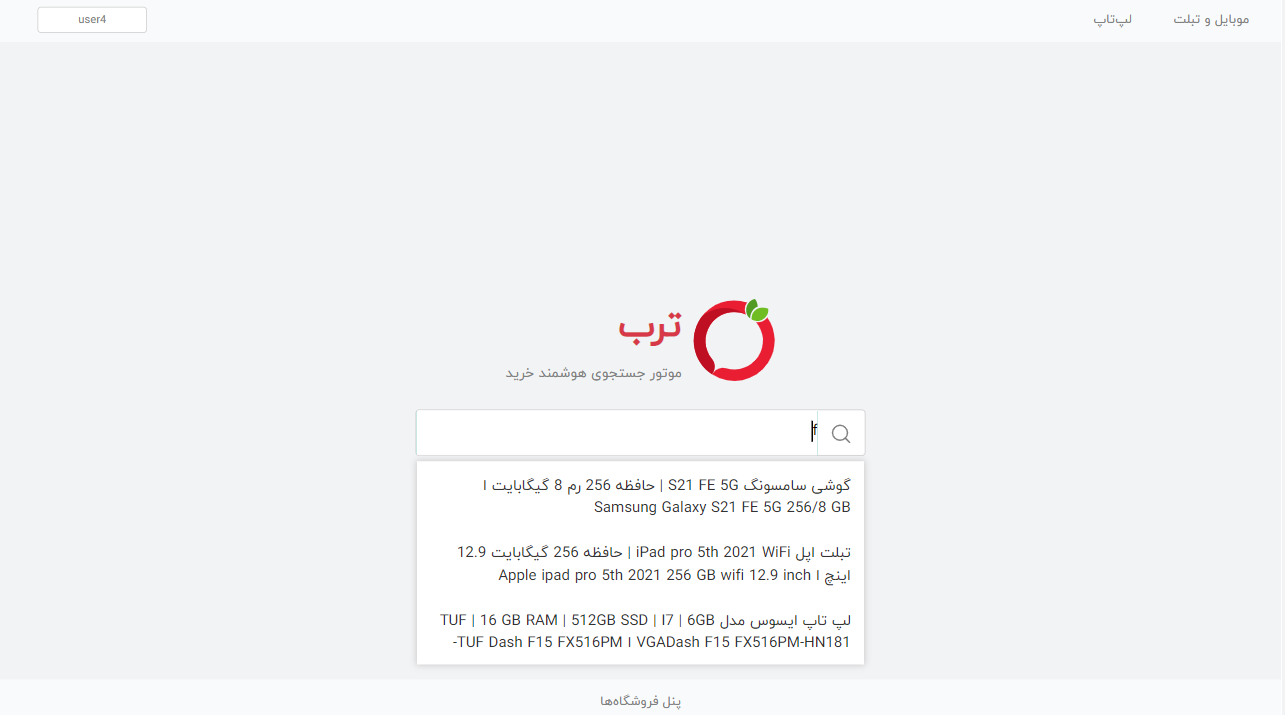 موبایل و تبلت
لپ‌تاپ
user4
ترب
موتور جستجوی هوشمند خرید
f
گوشی سامسونگ S21 FE 5G | حافظه 256 رم 8 گیگابایت ا
Samsung Galaxy S21 FE 5G 256/8 GB
تبلت اپل iPad pro 5th 2021 WiFi | حافظه 256 گیگابایت 12.9
اینچ ا Apple ipad pro 5th 2021 256 GB wifi 12.9 inch
لپ تاپ ایسوس مدل TUF | 16 GB RAM | 512GB SSD | I7 | 6GB
VGADash F15 FX516PM-HN181 ا TUF Dash F15 FX516PM-
پنل فروشگاه‌ها